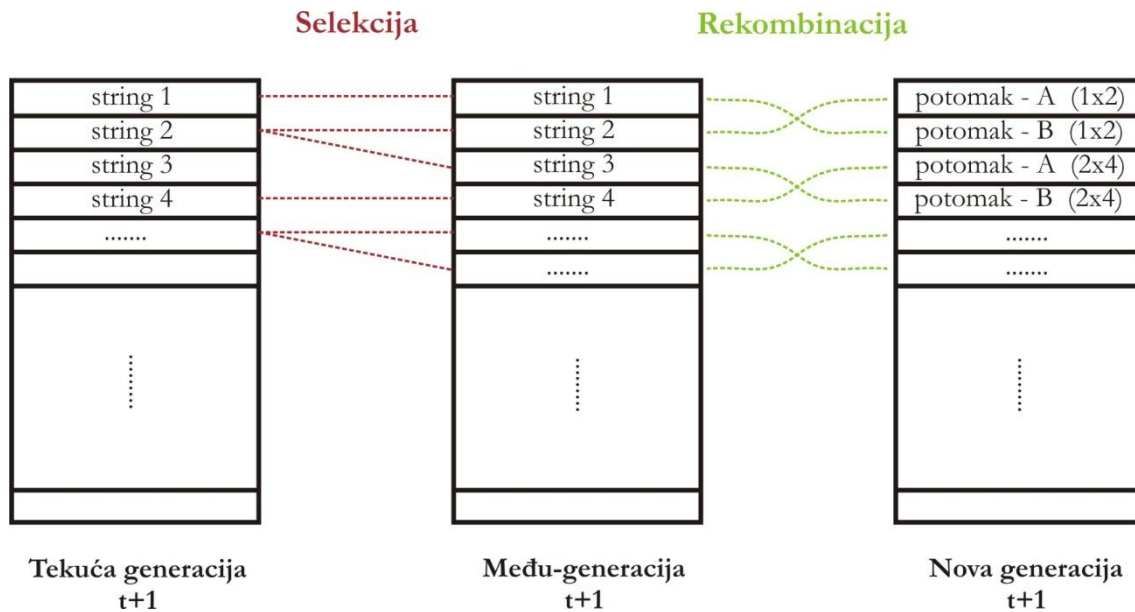 Selekcija
Rekombinacija
string 1
string 2
string 3
string 4
.......
string 1
string 2
string 3
string 4
.......
.......
potomak - A (1x2)
potomak - B (1x2)
potomak - A (2x4)
potomak - B (2x4)
.......
.......
Tekuća generacija
t+1
Među-generacija
t+1
Nova generacija
t+1